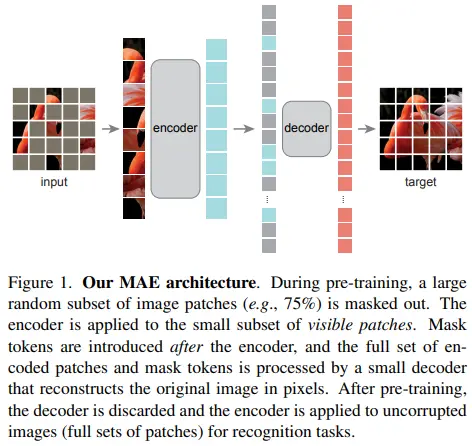 input
encoder
decoder
target
Figure 1. Our MAE architecture. During pre-training, a large
random subset of image patches (e.g., 75%) is masked out. The
encoder is applied to the small subset of visible patches. Mask
tokens are introduced after the encoder, and the full set of en-
coded patches and mask tokens is processed by a small decoder
that reconstructs the original image in pixels. After pre-training,
the decoder is discarded and the encoder is applied to uncorrupted
images (full sets of patches) for recognition tasks.